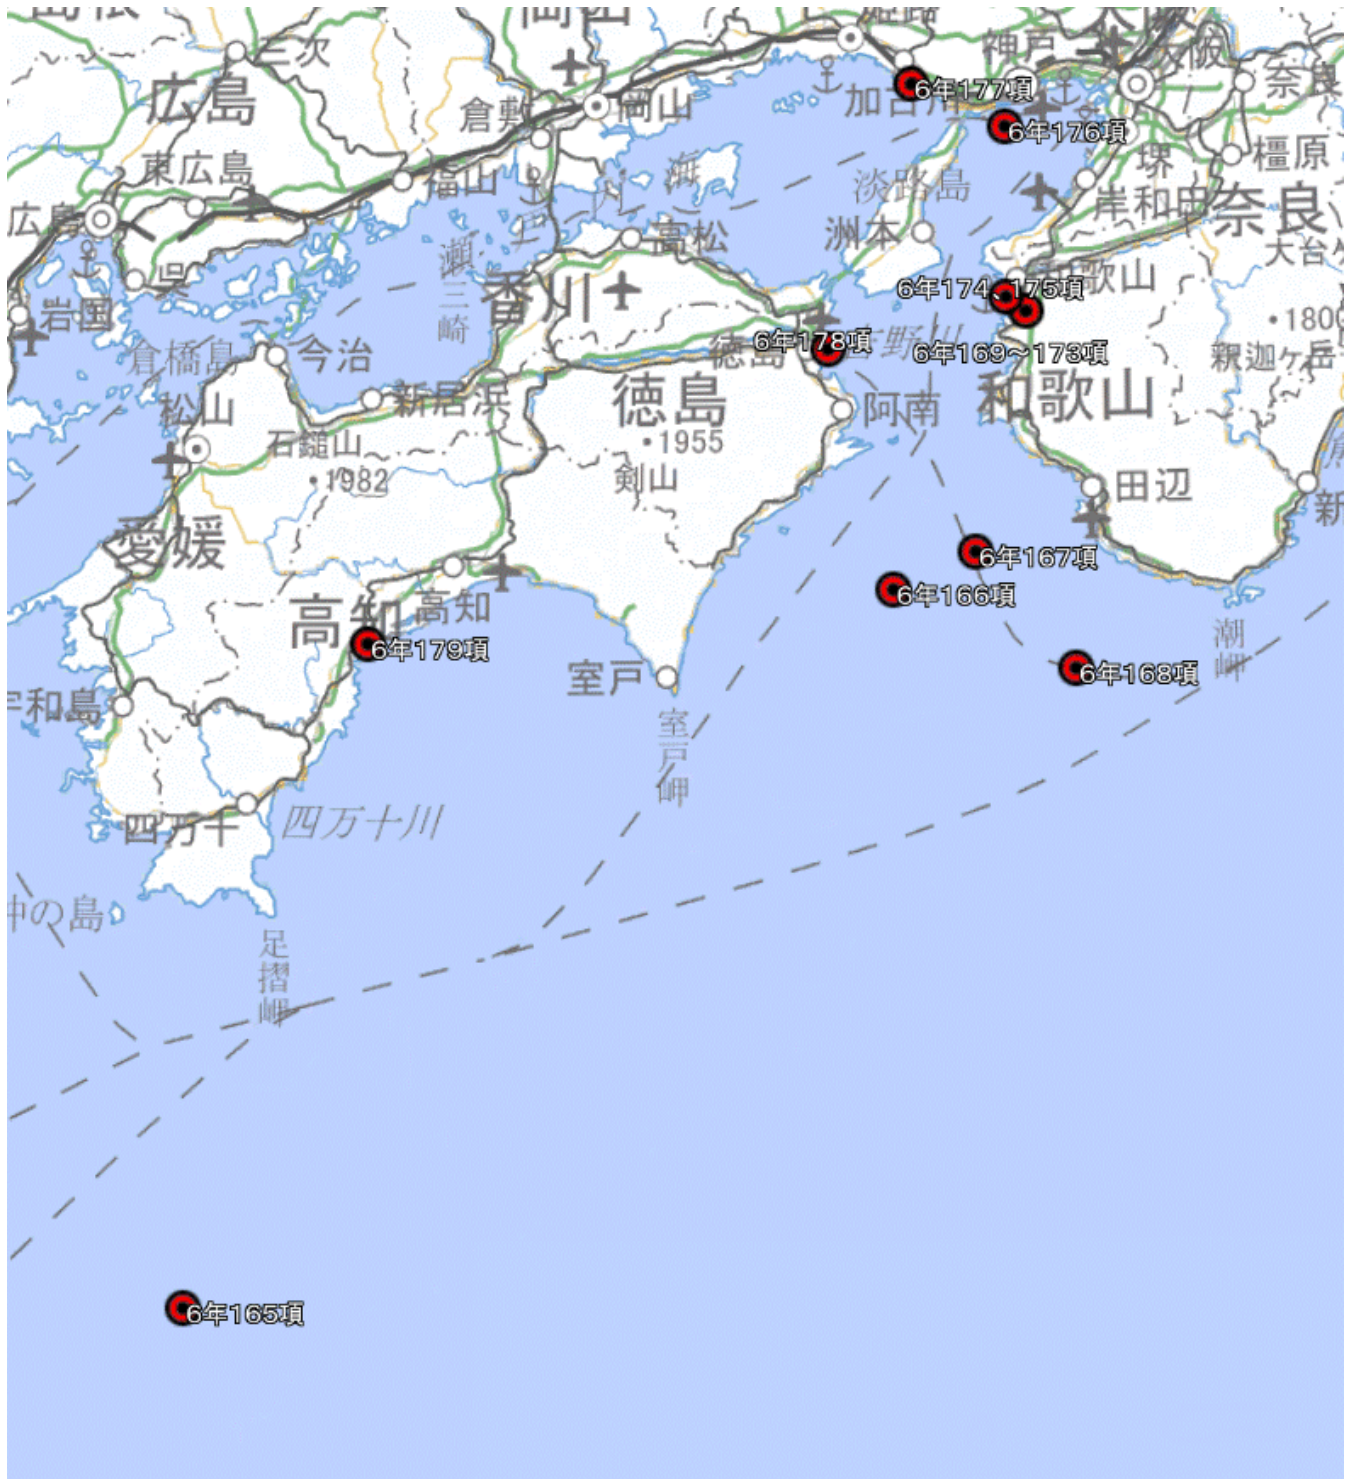 姫路
三次
神戸
大阪
奈良
広島
倉敷
岡山
加古川
6年177項
6年176項
堺
橿原
東広島
福山
瀬
戸
内
海
淡路島
岸和田
奈良
広島
高松
洲本
大台ヶ
呉
香川
6年174、175項
和歌山
岩国
三崎
・1800
倉橋島
今治
6年178項
徳島
吉野川
6年169～173項
釈迦ヶ岳
松山
新居浜
徳島
阿南
和歌山
石鎚山
・1982
・1955
剣山
田辺
新
愛媛
6年167項
高知
高知
6年166項
6年179項
潮岬
室戸
6年168項
宇和島
室戸岬
四万十
四万十川
沖の島
足摺岬
6年165項